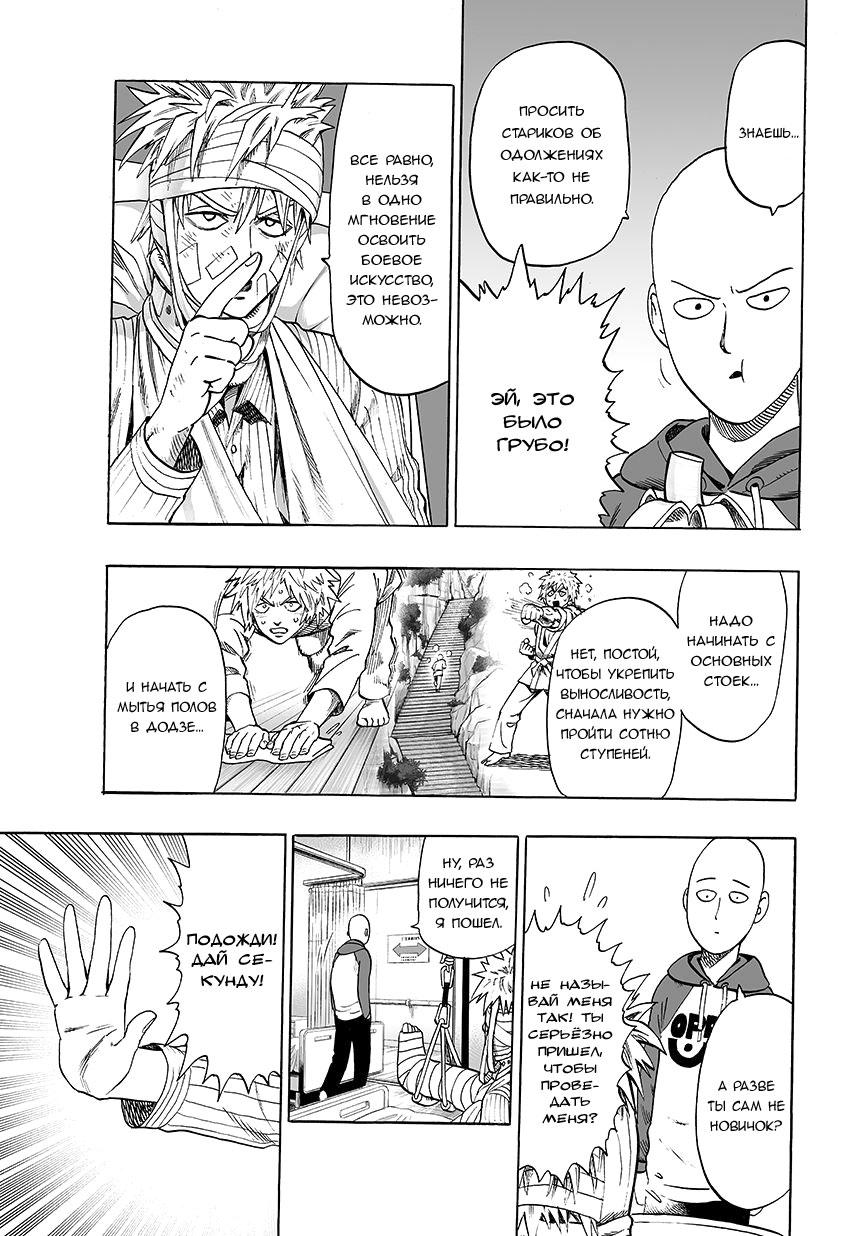 ЗНАЕШЬ...
ПРОСИТЬ
СТАРИКОВ ОБ
ОДОЛЖЕНИЯХ
КАК-ТО НЕ
ПРАВИЛЬНО.
ЭЙ, ЭТО
БЫЛО
ГРУБО!
ВСЕ РАВНО,
НЕЛЬЗЯ
В ОДНО
МГНОВЕНИЕ
ОСВОИТЬ
БОЕВОЕ
ИСКУССТВО,
ЭТО НЕВОЗ-
МОЖНО.
НАДО
НАЧИНАТЬ С
ОСНОВНЫХ
СТОЕК...
НЕТ, ПОСТОЙ,
ЧТОБЫ УКРЕПИТЬ
ВЫНОСЛИВОСТЬ,
СНАЧАЛА НУЖНО
ПРОЙТИ СОТНЮ
СТУПЕНЕЙ.
И НАЧАТЬ С
МЫТЬЯ ПОЛОВ
В ДОДЗЕ...
А РАЗВЕ
ТЫ САМ НЕ
НОВИЧОК?
НЕ НАЗЫ-
ВАЙ МЕНЯ
ТАК! ТЫ
СЕРЬЁЗНО
ПРИШЕЛ,
ЧТОБЫ
ПРОВЕ-
ДАТЬ
МЕНЯ?
НУ, РАЗ
НИЧЕГО НЕ
ПОЛУЧИТСЯ,
Я ПОШЕЛ.
ПОДОЖДИ!
ДАЙ СЕ-
КУНДУ!